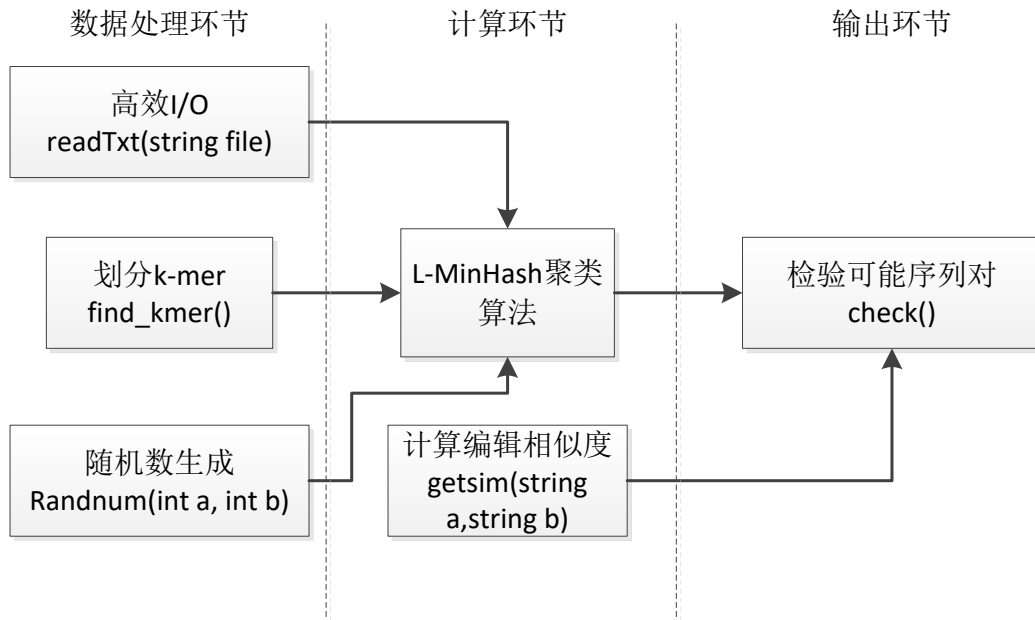 数据处理环节
计算环节
输出环节
高效I/O
readTxt(string file)
划分k-mer
find_kmer()
L-MinHash聚类
算法
检验可能序列对
check()
随机数生成
Randnum(int a, int b)
计算编辑相似度
getsim(string
a,string b)